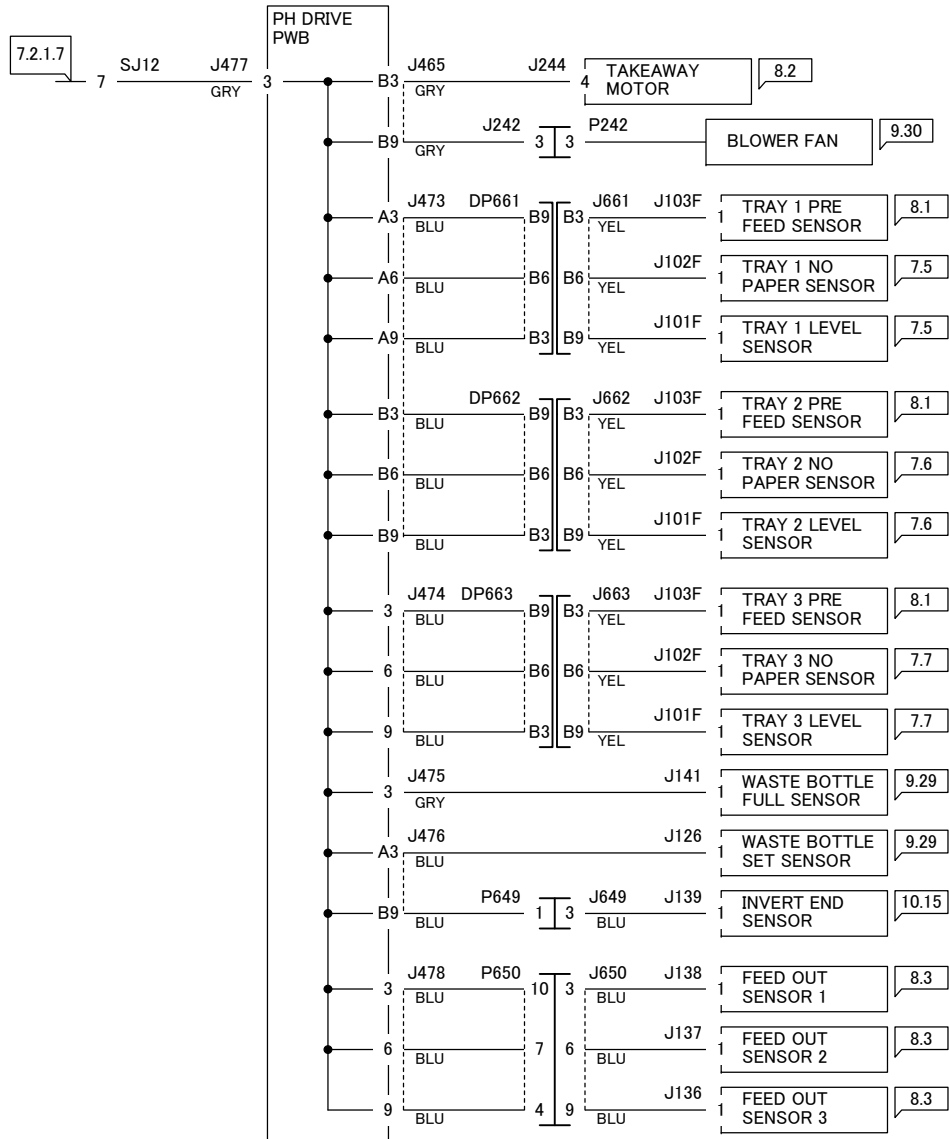 PH DRIVE
PWB
7.2.1.7
7 SJ12 J477 3 B3 J465 J244 4 TAKEAWAY 8.2
GRY GRY MOTOR
B9 J242 3 3 P242 BLOWER FAN 9.30
GRY
A3 J473 DP661 B9 B3 J661 J103F 1 TRAY 1 PRE 8.1
BLU YEL FEED SENSOR
A6 B6 B6 J102F 1 TRAY 1 NO 7.5
BLU YEL PAPER SENSOR
A9 B3 B9 J101F 1 TRAY 1 LEVEL 7.5
BLU YEL SENSOR
B3 DP662 B9 B3 J662 J103F 1 TRAY 2 PRE 8.1
BLU YEL FEED SENSOR
B6 B6 B6 J102F 1 TRAY 2 NO 7.6
BLU YEL PAPER SENSOR
B9 B3 B9 J101F 1 TRAY 2 LEVEL 7.6
BLU YEL SENSOR
3 J474 DP663 B9 B3 J663 J103F 1 TRAY 3 PRE 8.1
BLU YEL FEED SENSOR
6 B6 B6 J102F 1 TRAY 3 NO 7.7
BLU YEL PAPER SENSOR
9 B3 B9 J101F 1 TRAY 3 LEVEL 7.7
BLU YEL SENSOR
3 J475 J141 1 WASTE BOTTLE 9.29
GRY FULL SENSOR
A3 J476 J126 1 WASTE BOTTLE 9.29
BLU SET SENSOR
B9 P649 1 3 J649 J139 1 INVERT END 10.15
BLU BLU SENSOR
3 J478 P650 10 3 J650 J138 1 FEED OUT 8.3
BLU BLU SENSOR 1
6 7 6 J137 1 FEED OUT 8.3
BLU BLU SENSOR 2
9 4 9 J136 1 FEED OUT 8.3
BLU BLU SENSOR 3